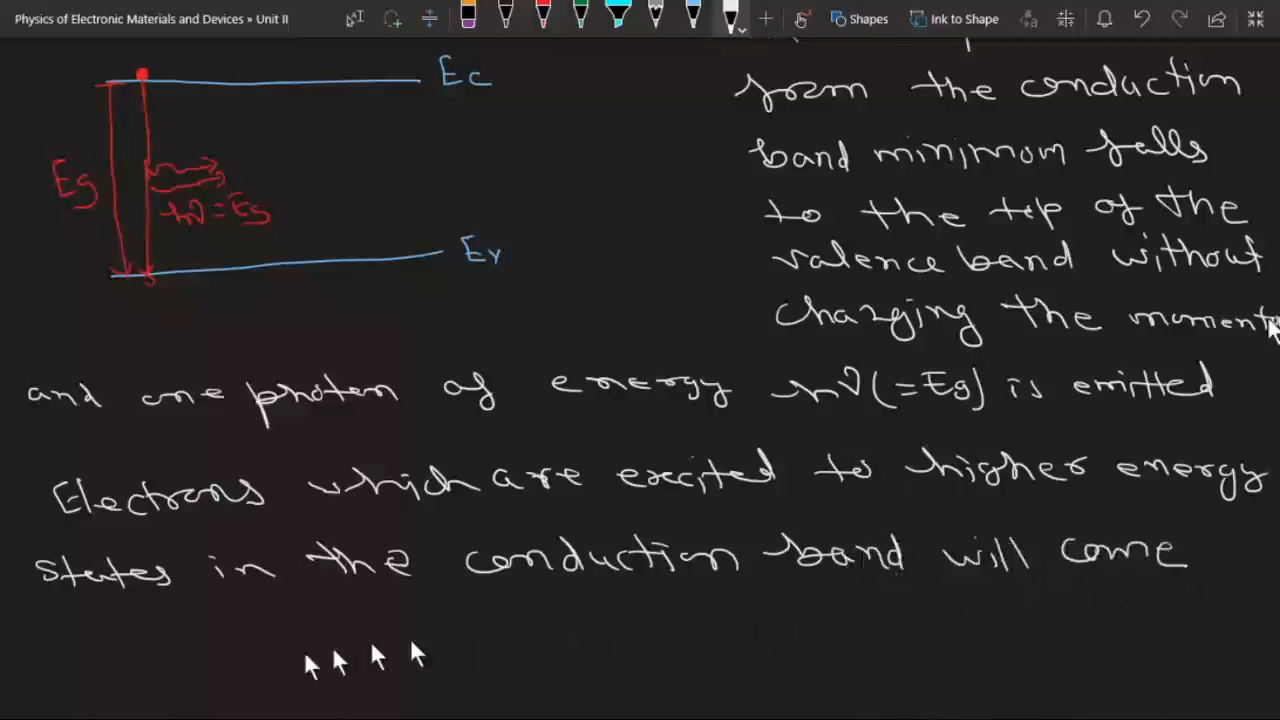 Physics of Electronic Materials and Devices » Unit II
Shapes
Ink to Shape
Ec
Eg
hν = Eg
Ev
from the conduction
band minimum falls
to the top of the
valence band without
changing the moment
and one photon of energy hν(=Eg) is emitted
Electrons which are excited to higher energy
states in the conduction band will come